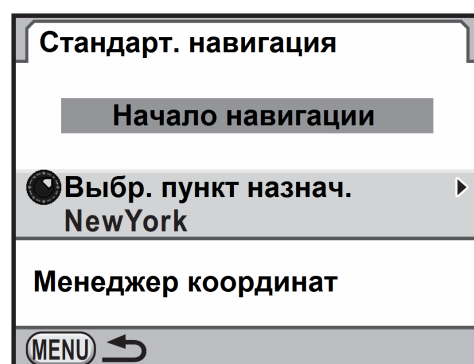 Стандарт. навигация
Начало навигации
Выбр. пункт назнач.
NewYork
Менеджер координат
MENU